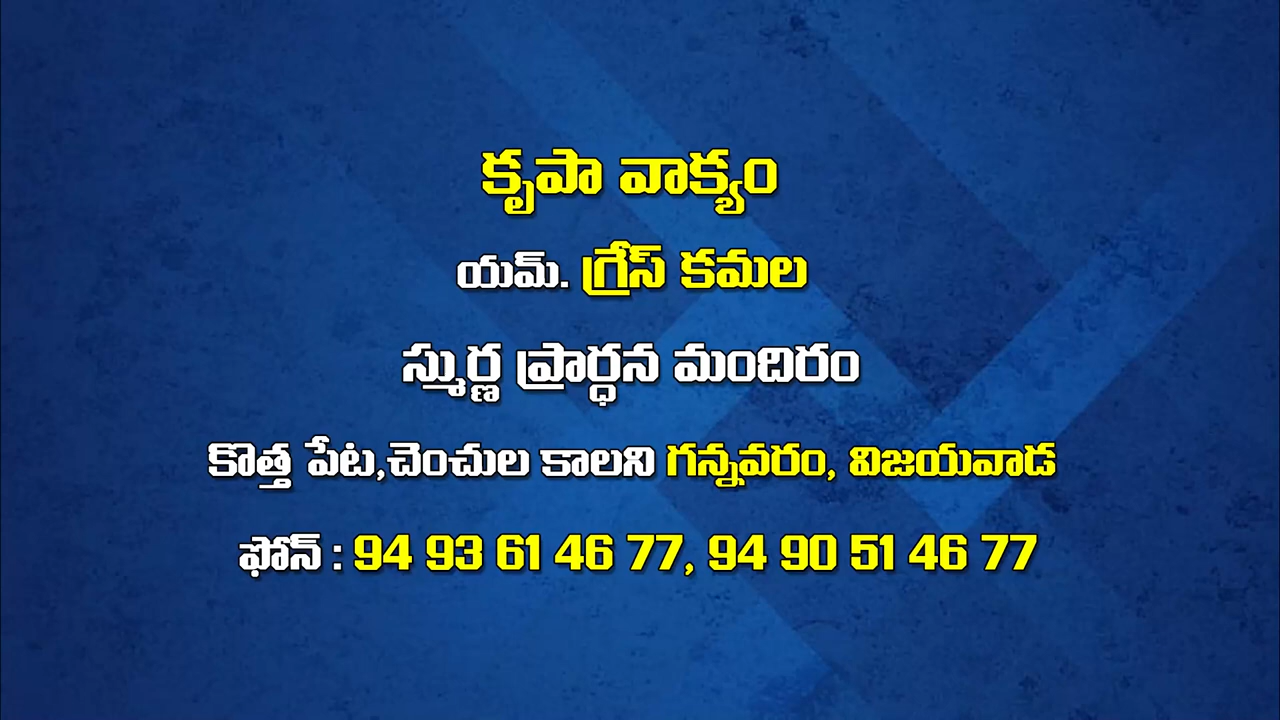 కృపా వాక్యం
యమ్. గ్రేస్ కమల
స్ముర్ణ ప్రార్ధన మందిరం
కొత్త పేట,చెంచుల కాలని గన్నవరం, విజయవాడ
ఫోన్ : 94 93 61 46 77, 94 90 51 46 77